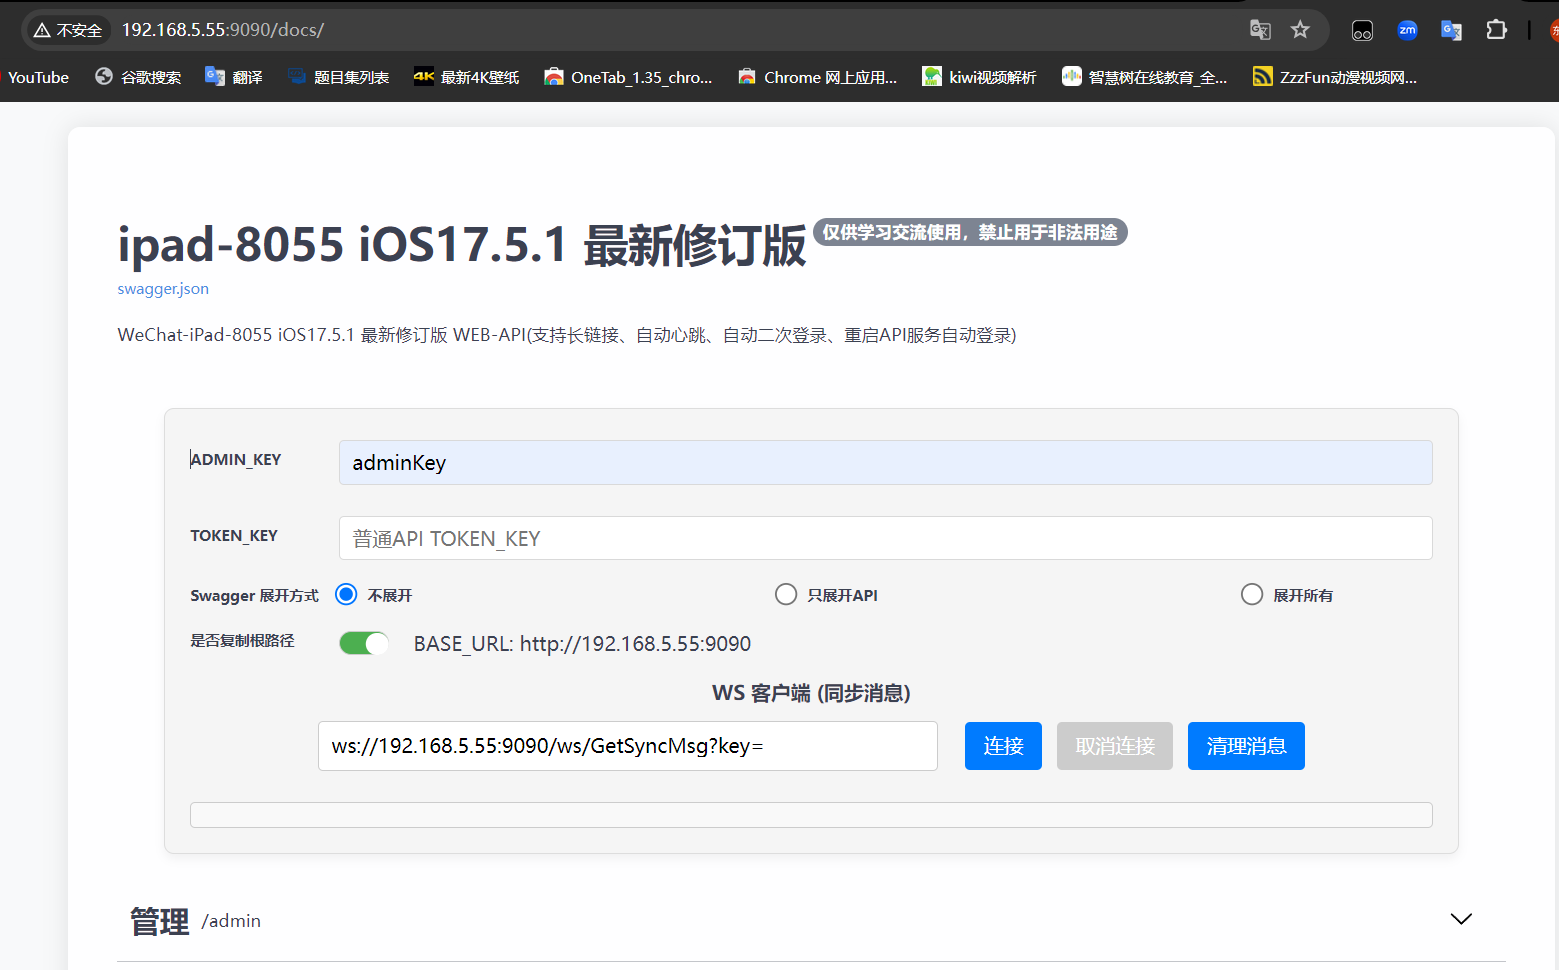 不安全 192.168.5.55:9090/docs/
YouTube 谷歌搜索 翻译 题目集列表 4K 最新4K壁纸 OneTab_1.35_chro... Chrome 网上应用... kiwi视频解析 智慧树在线教育_全... ZzzFun动漫视频网...
ipad-8055 iOS17.5.1 最新修订版 仅供学习交流使用，禁止用于非法用途
swagger.json
WeChat-iPad-8055 iOS17.5.1 最新修订版 WEB-API(支持长链接、自动心跳、自动二次登录、重启API服务自动登录)
ADMIN_KEY adminKey
TOKEN_KEY 普通API TOKEN_KEY
Swagger 展开方式 不展开 只展开API 展开所有
是否复制根路径 BASE_URL: http://192.168.5.55:9090
WS 客户端 (同步消息)
ws://192.168.5.55:9090/ws/GetSyncMsg?key= 连接 取消连接 清理消息
管理 /admin